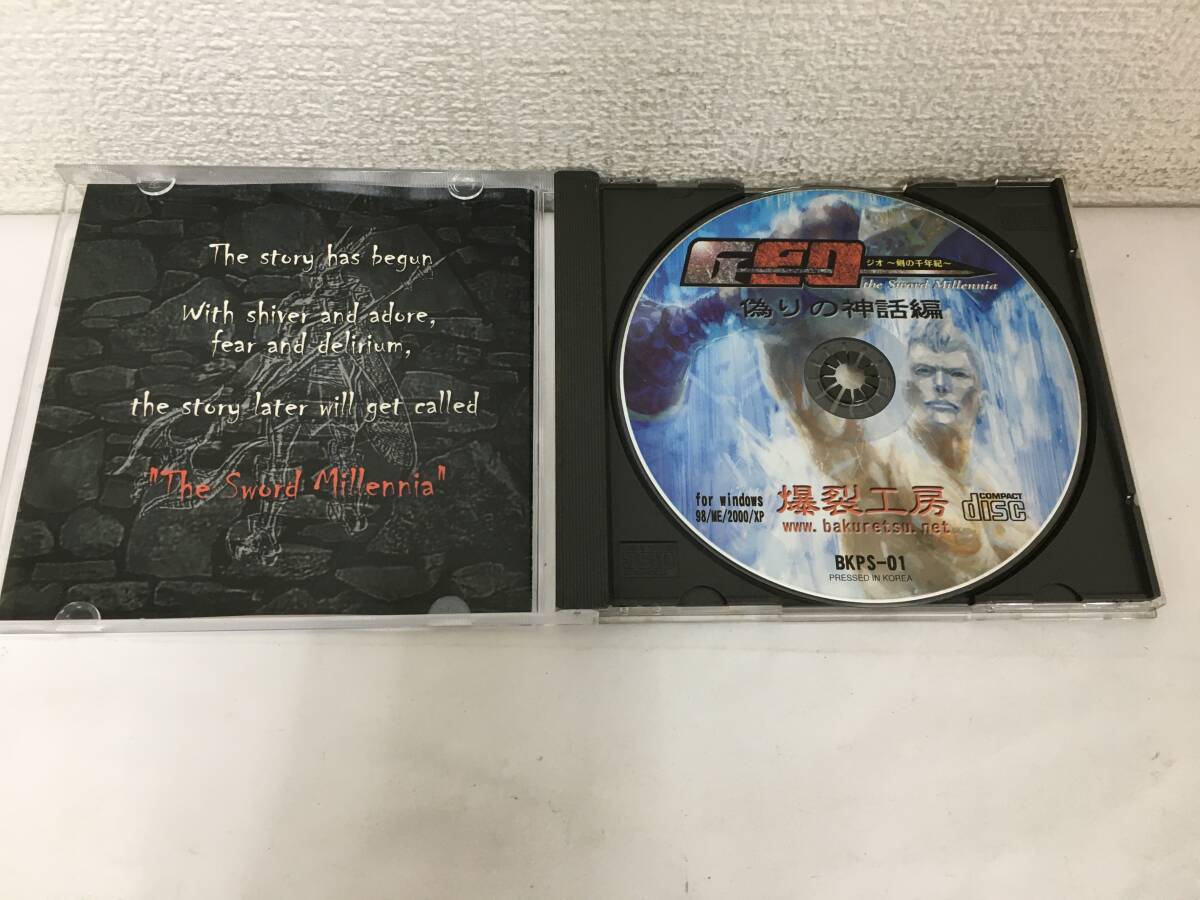 The story has begun
With shiver and adore,
fear and delirium,
the story later will get called
"The Sword Millennia"
GEO
ジオ ~剣の千年紀~
the Sword Millennia
偽りの神話編
for windows
98/ME/2000/XP
爆裂工房
www.bakuretsu.net
COMPACT
disc
BKPS-01
PRESSED IN KOREA